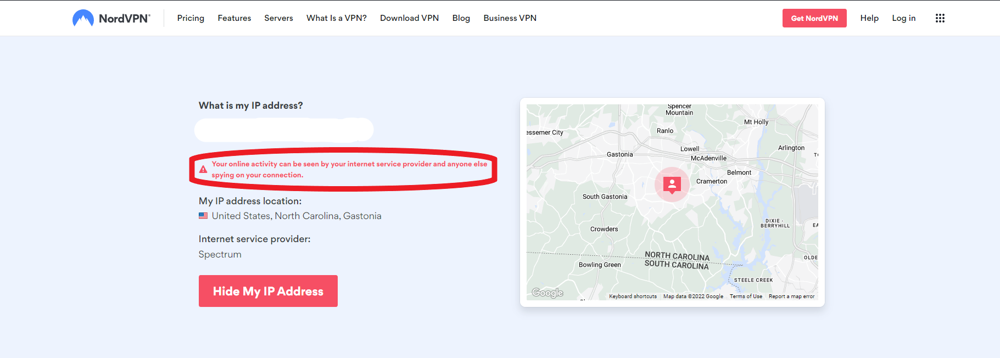 NordVPN®
Pricing
Features
Servers
What Is a VPN?
Download VPN
Blog
Business VPN
Get NordVPN
Help
Log in
What is my IP address?
Your online activity can be seen by your internet service provider and anyone else
spying on your connection.
My IP address location:
United States, North Carolina, Gastonia
Internet service provider:
Spectrum
Hide My IP Address
Spencer
Mountain
Mt Holly
essemer City
Ranlo
Lowell
Arlington
Gastonia
McAdenville
Belmont
Cramerton
South Gastonia
DIXIE -
BERRYHILL
EA
Crowders
NORTH CAROLINA
SOUTH CAROLINA
OLDE
Bowling Green
STEELE CREEK
Google
Keyboard shortcuts
Map data ©2022 Google
Terms of Use
Report a map error